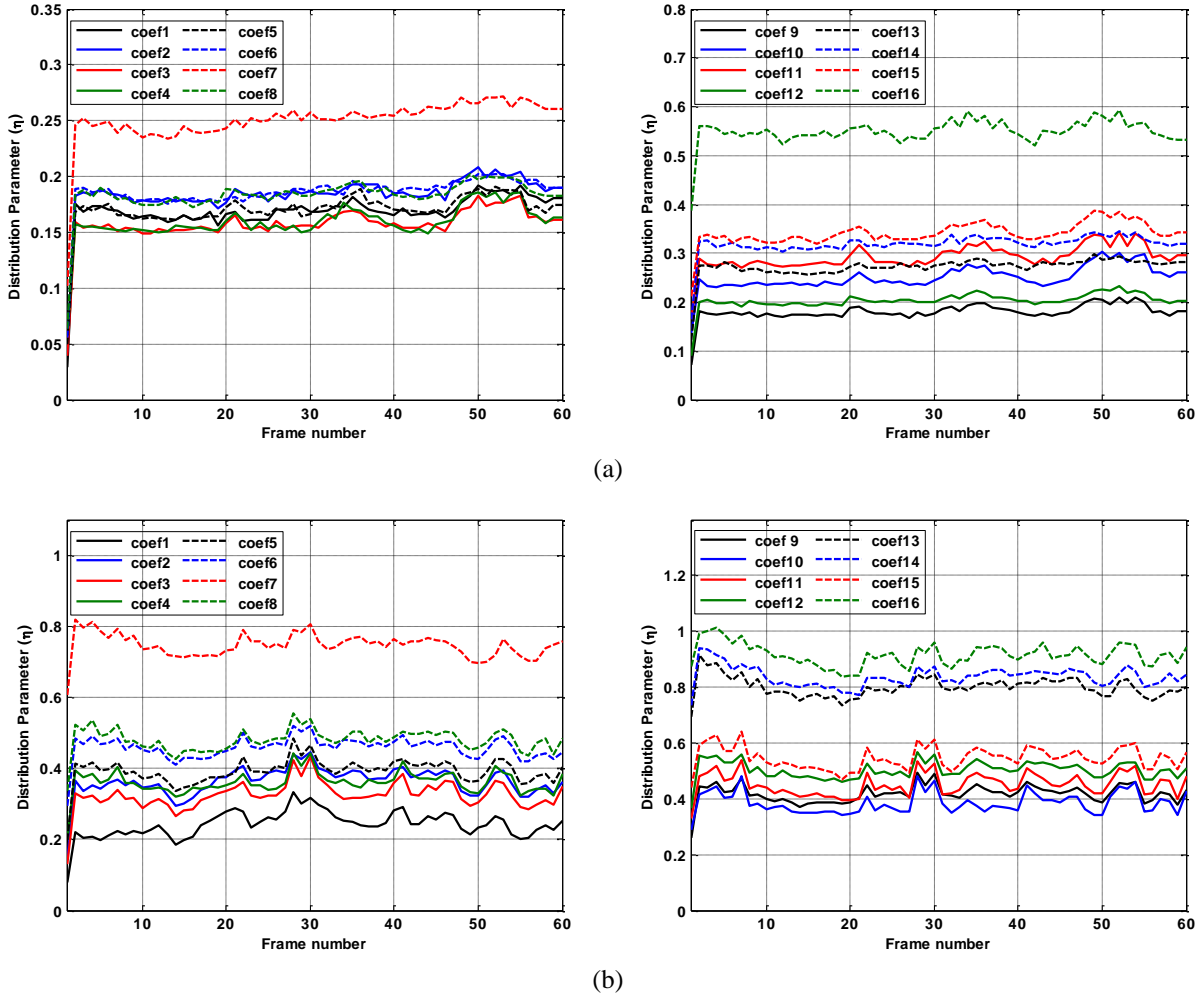 0.35
0.3
0.25
0.2
0.15
0.1
0.05
0
Distribution Parameter (η)
coef1 coef5
coef2 coef6
coef3 coef7
coef4 coef8
10 20 30 40 50 60
Frame number
0.8
0.7
0.6
0.5
0.4
0.3
0.2
0.1
0
Distribution Parameter (η)
coef 9 coef13
coef10 coef14
coef11 coef15
coef12 coef16
10 20 30 40 50 60
Frame number
(a)
1
0.8
0.6
0.4
0.2
0
Distribution Parameter (η)
coef1 coef5
coef2 coef6
coef3 coef7
coef4 coef8
10 20 30 40 50 60
Frame number
1.2
1
0.8
0.6
0.4
0.2
0
Distribution Parameter (η)
coef 9 coef13
coef10 coef14
coef11 coef15
coef12 coef16
10 20 30 40 50 60
Frame number
(b)